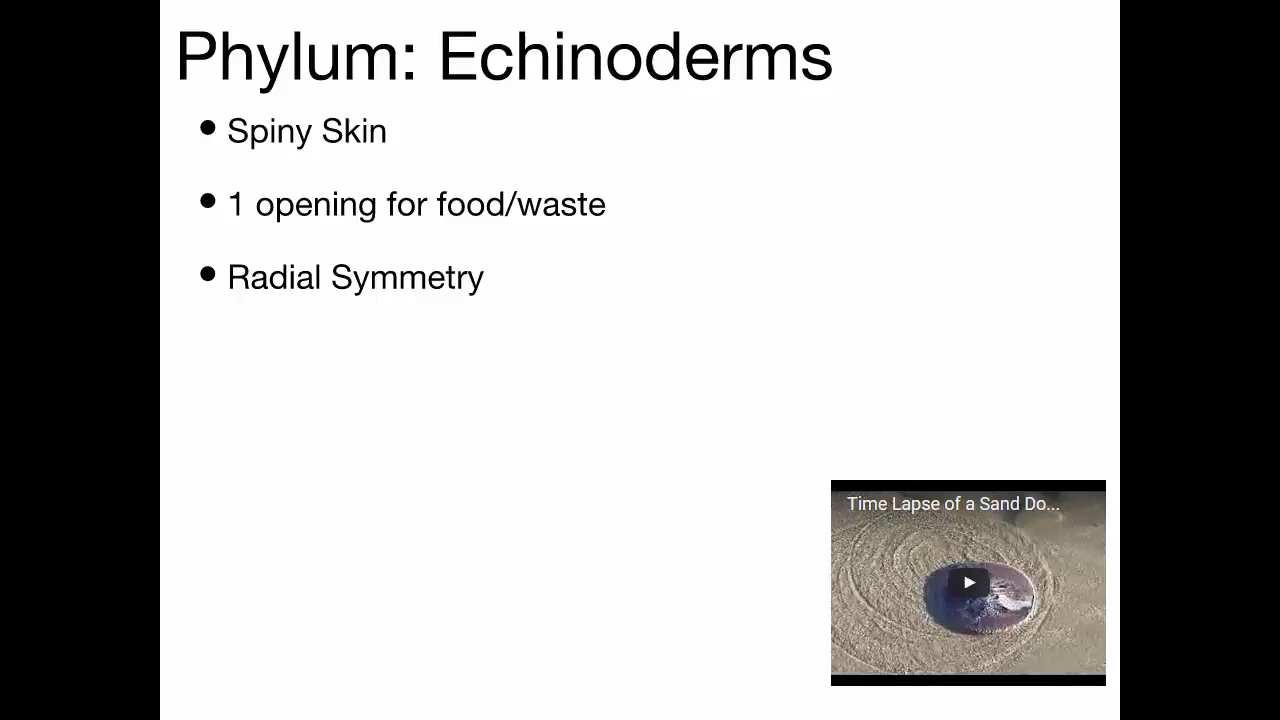 Phylum: Echinoderms
• Spiny Skin
• 1 opening for food/waste
• Radial Symmetry
Time Lapse of a Sand Do...